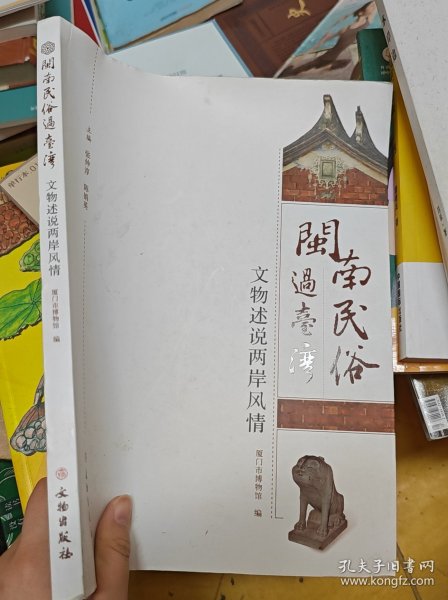 閩南民俗過臺灣
文物述说两岸风情
厦门市博物馆 编
文物出版社
主编
閩南民俗
過臺灣
文物述说两岸风情
厦门市博物馆 编
孔夫子旧书网
www.kongfz.com